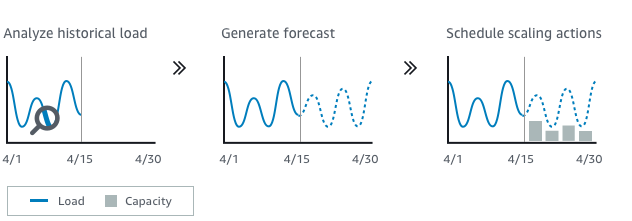 Analyze historical load
Generate forecast
Schedule scaling actions
4/1 4/15 4/30
4/1 4/15 4/30
4/1 4/15 4/30
Load Capacity